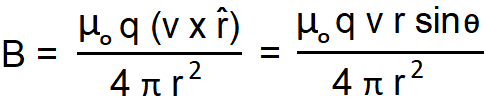 B = μ₀ q (v x r̂) / 4 π r² = μ₀ q v r sinθ / 4 π r²